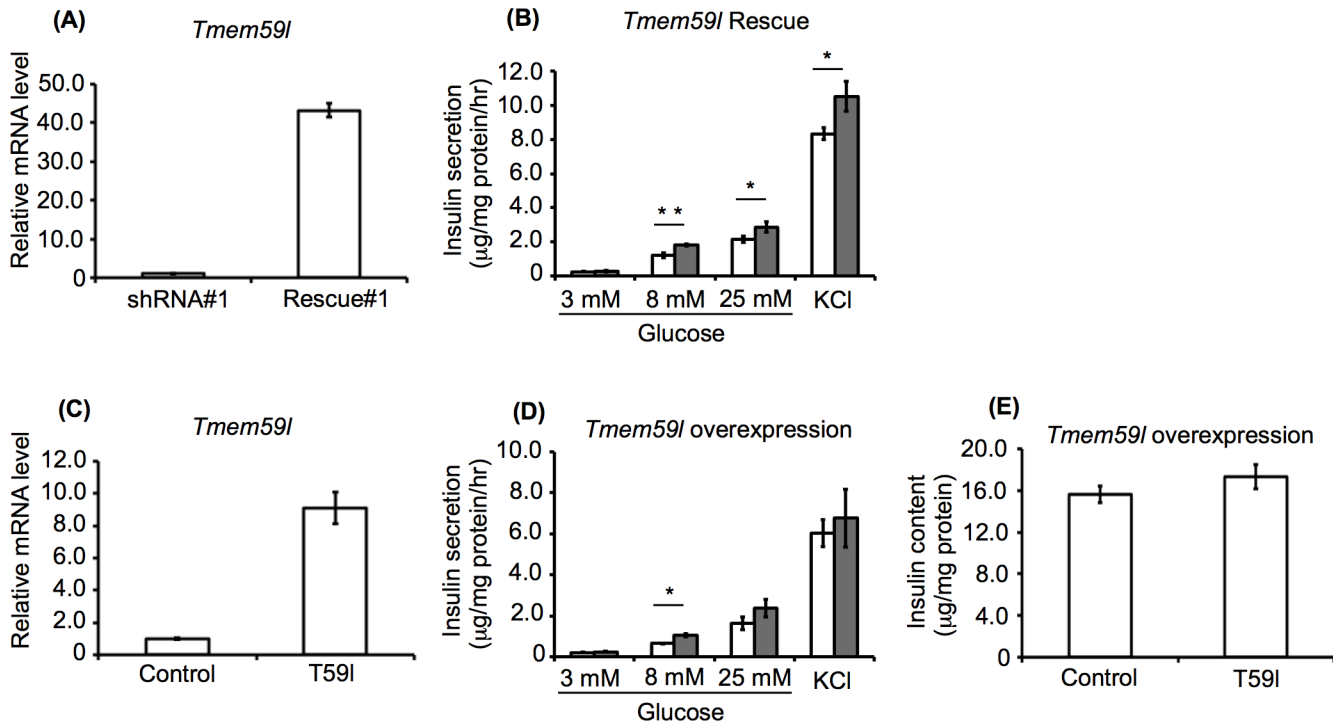 (A)
Tmem59l
Relative mRNA level
50.0
40.0
30.0
20.0
10.0
0
shRNA#1 Rescue#1
(B)
Tmem59l Rescue
Insulin secretion
(μg/mg protein/hr)
12.0
10.0
8.0
6.0
4.0
2.0
0
* * * *
3 mM 8 mM 25 mM KCl
Glucose
(C)
Tmem59l
Relative mRNA level
12.0
10.0
8.0
6.0
4.0
2.0
0
Control T59l
(D)
Tmem59l overexpression
Insulin secretion
(μg/mg protein/hr)
10.0
8.0
6.0
4.0
2.0
0.0
*
3 mM 8 mM 25 mM KCl
Glucose
(E)
Tmem59l overexpression
Insulin content
(μg/mg protein)
20.0
16.0
12.0
8.0
4.0
0
Control T59l